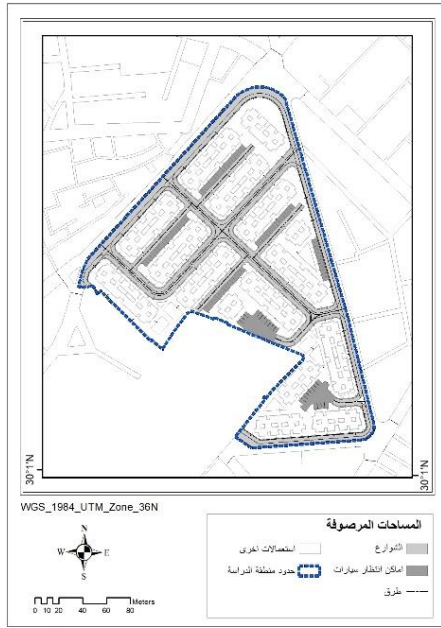 30°1'N
30°1'N
WGS_1984_UTM_Zone_36N
N
W E
S
0 10 20 40 60 80 Meters
المساحات المرصوفة
الشوارع
استعمالات اخرى
اماكن انتظار سيارات
حدود منطقة الدراسة
طرق